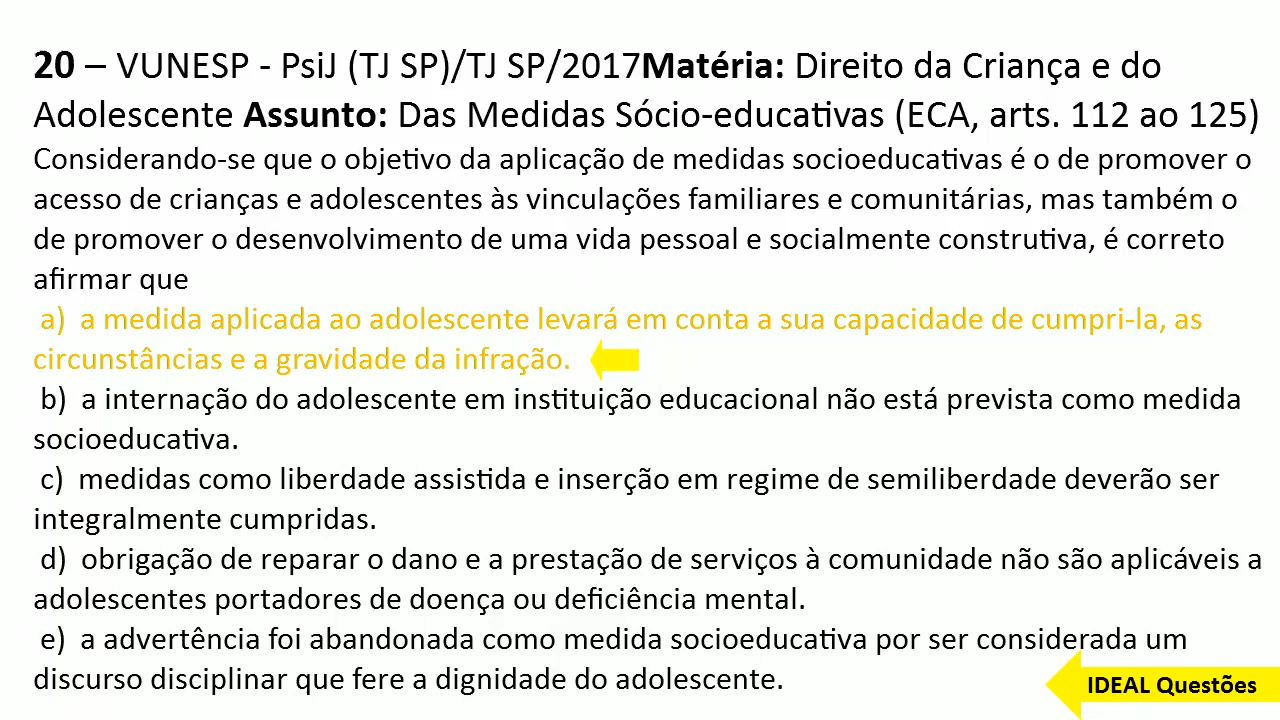 20 – VUNESP - PsiJ (TJ SP)/TJ SP/2017Matéria: Direito da Criança e do
Adolescente Assunto: Das Medidas Sócio-educativas (ECA, arts. 112 ao 125)
Considerando-se que o objetivo da aplicação de medidas socioeducativas é o de promover o
acesso de crianças e adolescentes às vinculações familiares e comunitárias, mas também o
de promover o desenvolvimento de uma vida pessoal e socialmente construtiva, é correto
afirmar que
a) a medida aplicada ao adolescente levará em conta a sua capacidade de cumpri-la, as
circunstâncias e a gravidade da infração.
b) a internação do adolescente em instituição educacional não está prevista como medida
socioeducativa.
c) medidas como liberdade assistida e inserção em regime de semiliberdade deverão ser
integralmente cumpridas.
d) obrigação de reparar o dano e a prestação de serviços à comunidade não são aplicáveis a
adolescentes portadores de doença ou deficiência mental.
e) a advertência foi abandonada como medida socioeducativa por ser considerada um
discurso disciplinar que fere a dignidade do adolescente.
IDEAL Questões